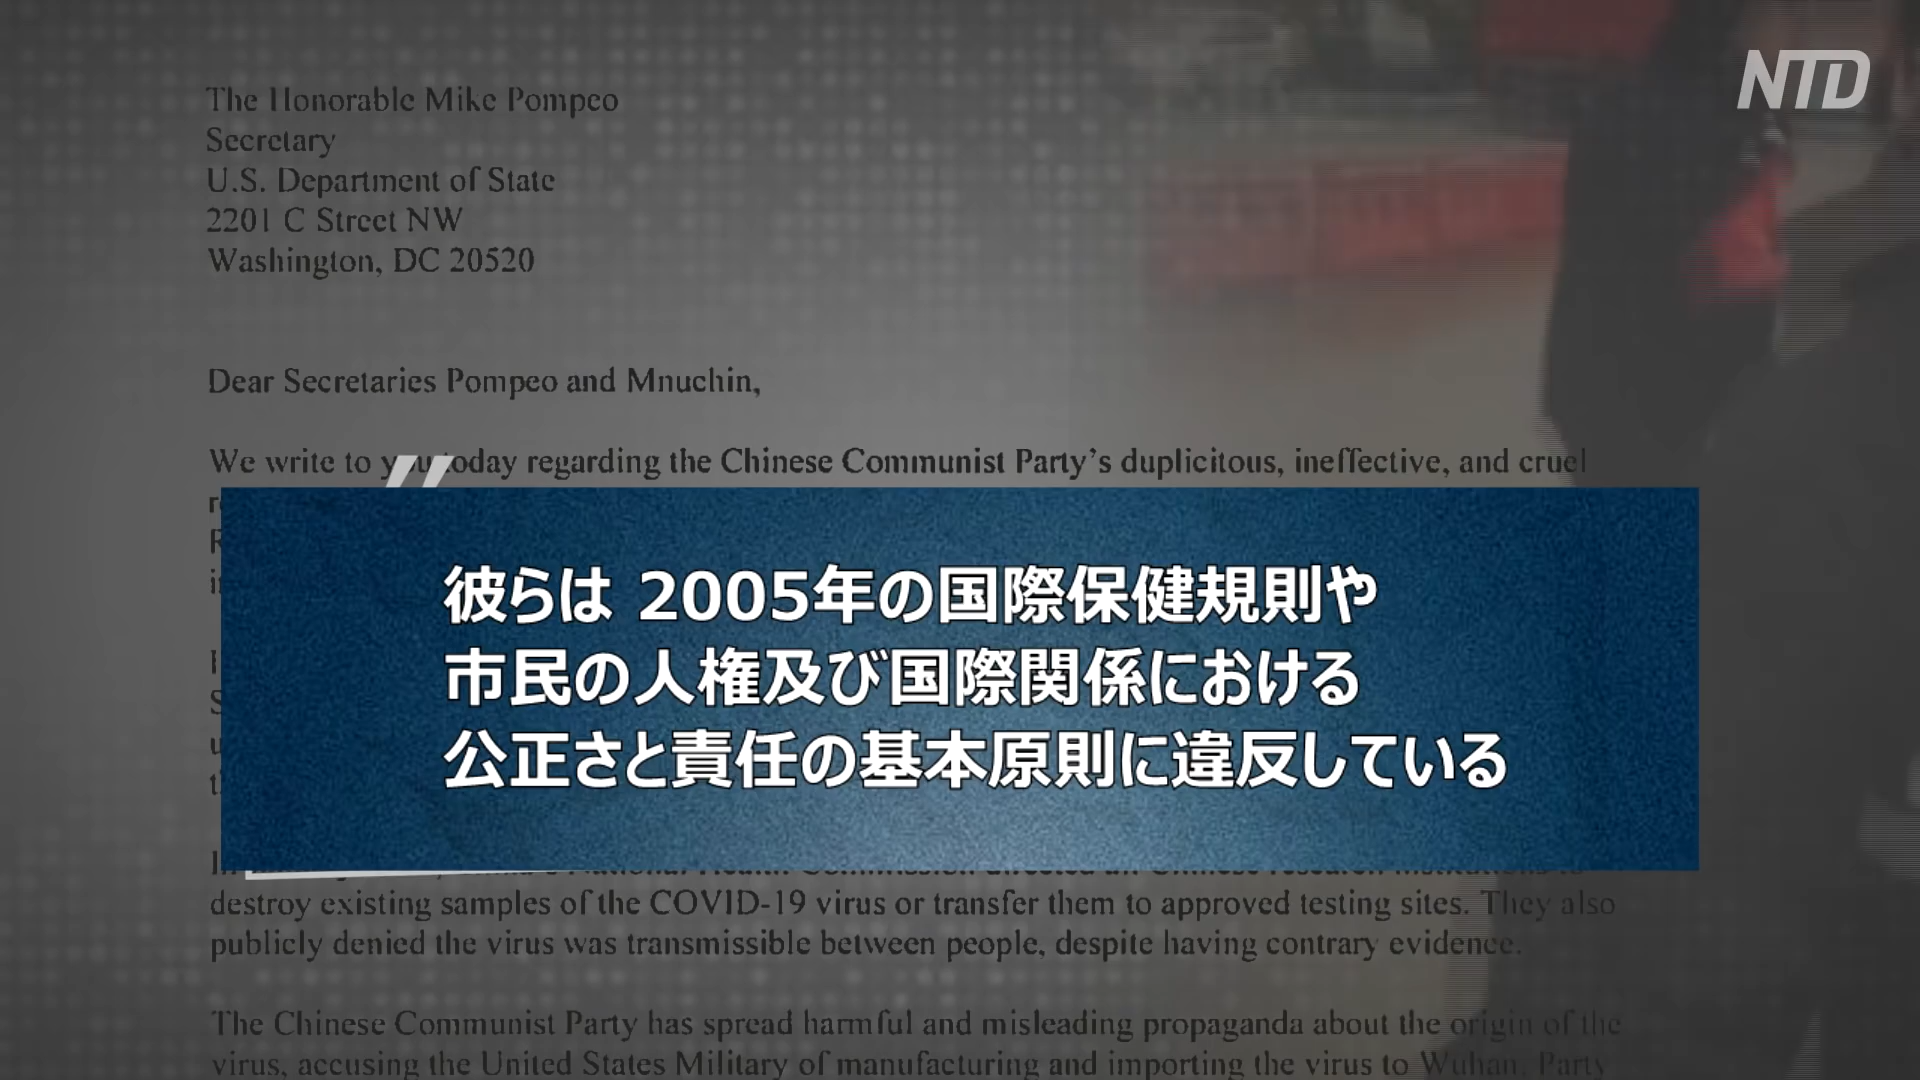 NTD
The Honorable Mike Pompeo
Secretary
U.S. Department of State
2201 C Street NW
Washington, DC 20520
Dear Secretaries Pompeo and Mnuchin,
We write to you today regarding the Chinese Communist Party's duplicitous, ineffective, and cruel
彼らは 2005年の国際保健規則や
市民の人権及び国際関係における
公正さと責任の基本原則に違反している
destroy existing samples of the COVID-19 virus or transfer them to approved testing sites. They also
publicly denied the virus was transmissible between people, despite having contrary evidence.
The Chinese Communist Party has spread harmful and misleading propaganda about the origin of the
virus, accusing the United States Military of manufacturing and importing the virus to Wuhan. Party